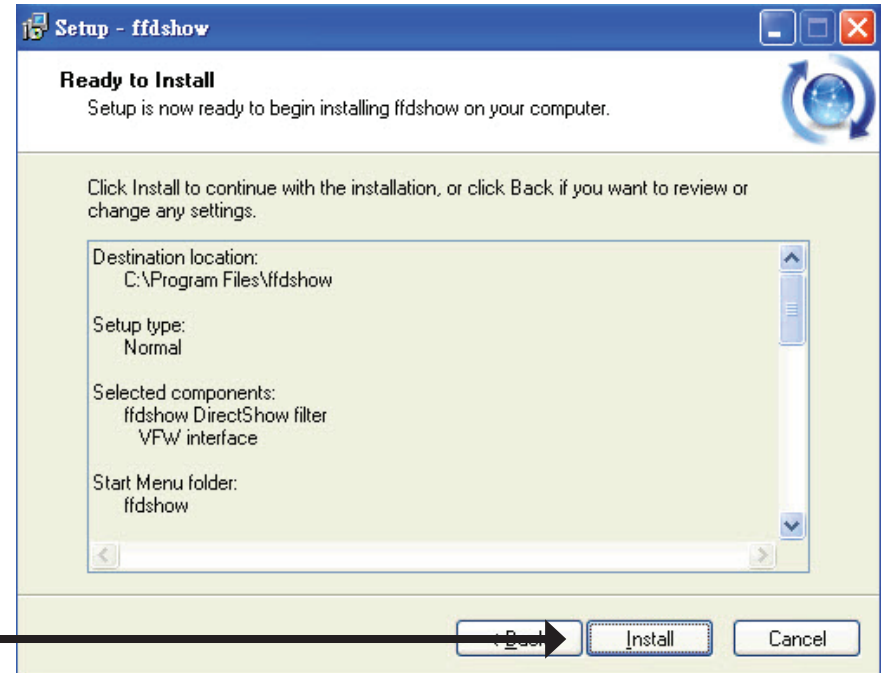 Setup - ffdshow
Ready to Install
Setup is now ready to begin installing ffdshow on your computer.
Click Install to continue with the installation, or click Back if you want to review or
change any settings.
Destination location:
C:\Program Files\ffdshow
Setup type:
Normal
Selected components:
ffdshow DirectShow filter
VFW interface
Start Menu folder:
ffdshow
< Back
Install
Cancel